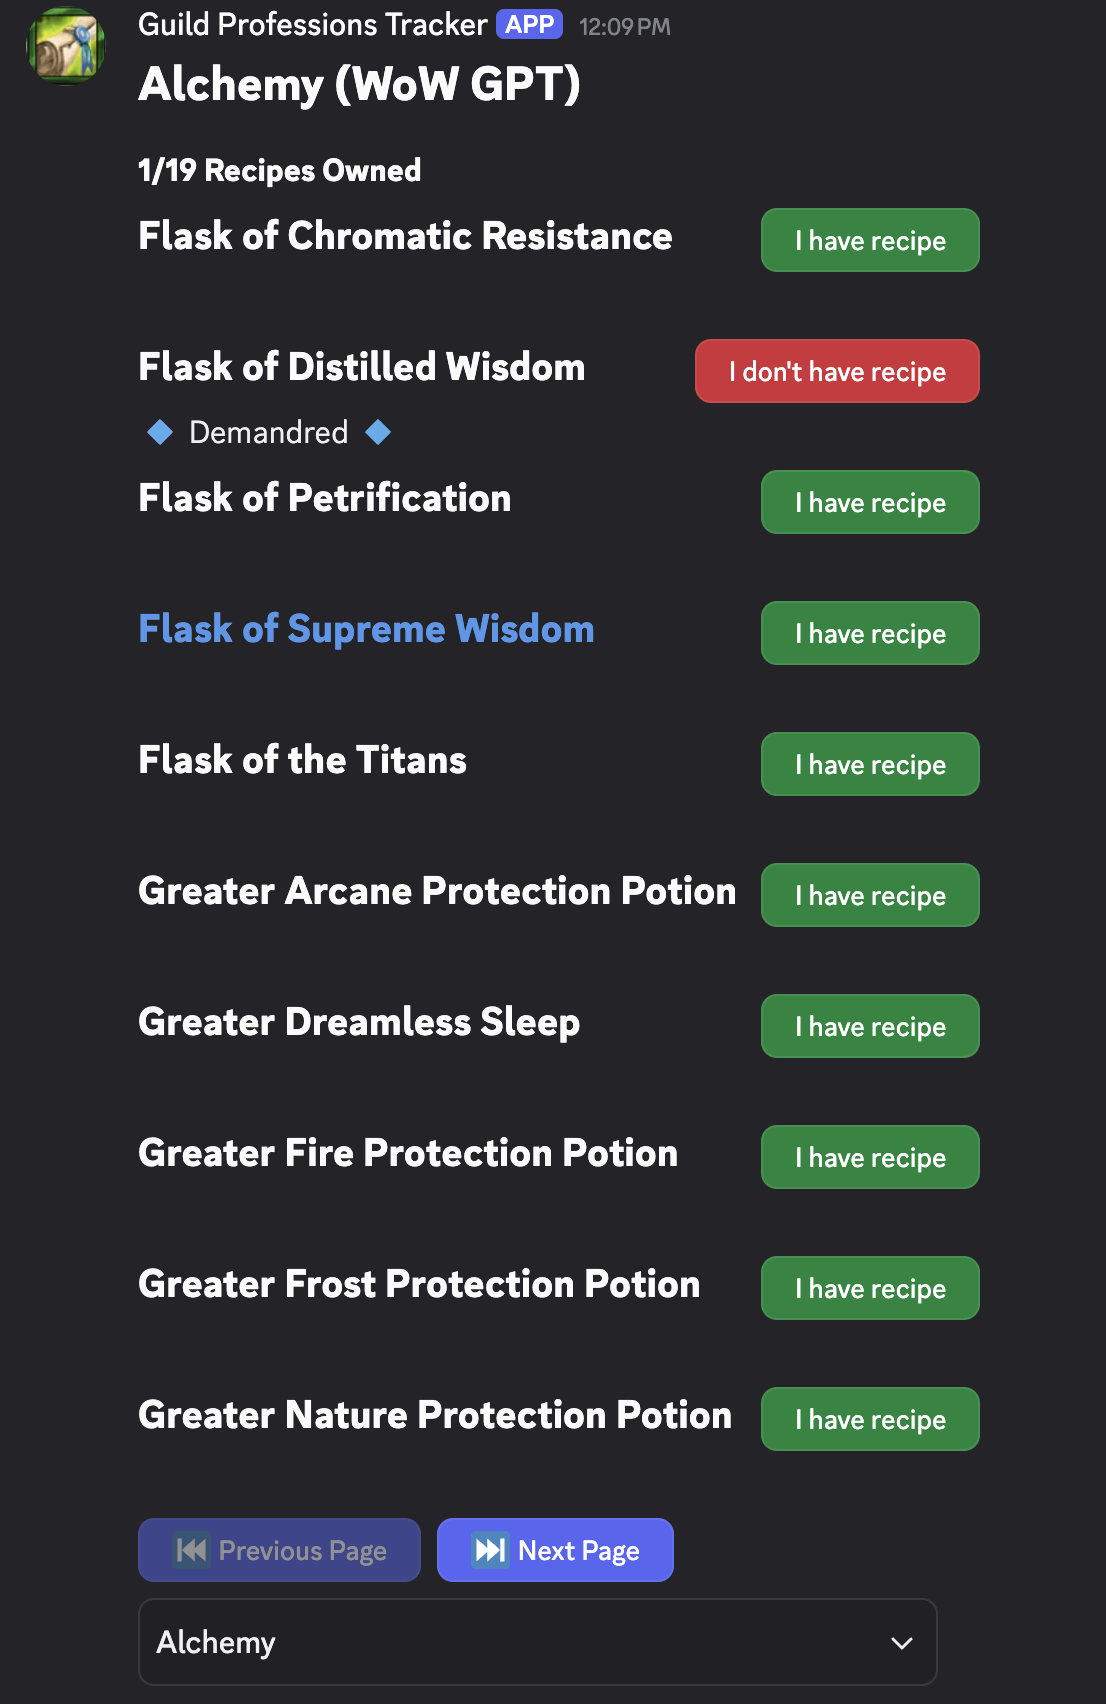 Guild Professions Tracker APP 12:09 PM
Alchemy (WoW GPT)
1/19 Recipes Owned
Flask of Chromatic Resistance I have recipe
Flask of Distilled Wisdom I don't have recipe
Demandred
Flask of Petrification I have recipe
Flask of Supreme Wisdom I have recipe
Flask of the Titans I have recipe
Greater Arcane Protection Potion I have recipe
Greater Dreamless Sleep I have recipe
Greater Fire Protection Potion I have recipe
Greater Frost Protection Potion I have recipe
Greater Nature Protection Potion I have recipe
Previous Page Next Page
Alchemy